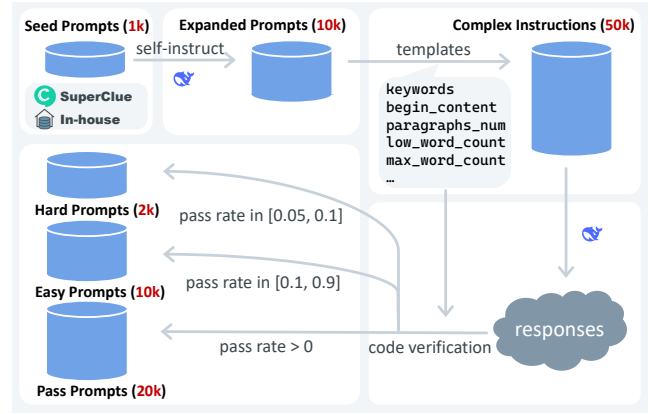 Seed Prompts (1k)
self-instruct
Expanded Prompts (10k)
templates
Complex Instructions (50k)
SuperClue
In-house
keywords
begin_content
paragraphs_num
low_word_count
max_word_count
…
Hard Prompts (2k)
pass rate in [0.05, 0.1]
Easy Prompts (10k)
pass rate in [0.1, 0.9]
pass rate > 0
code verification
responses
Pass Prompts (20k)